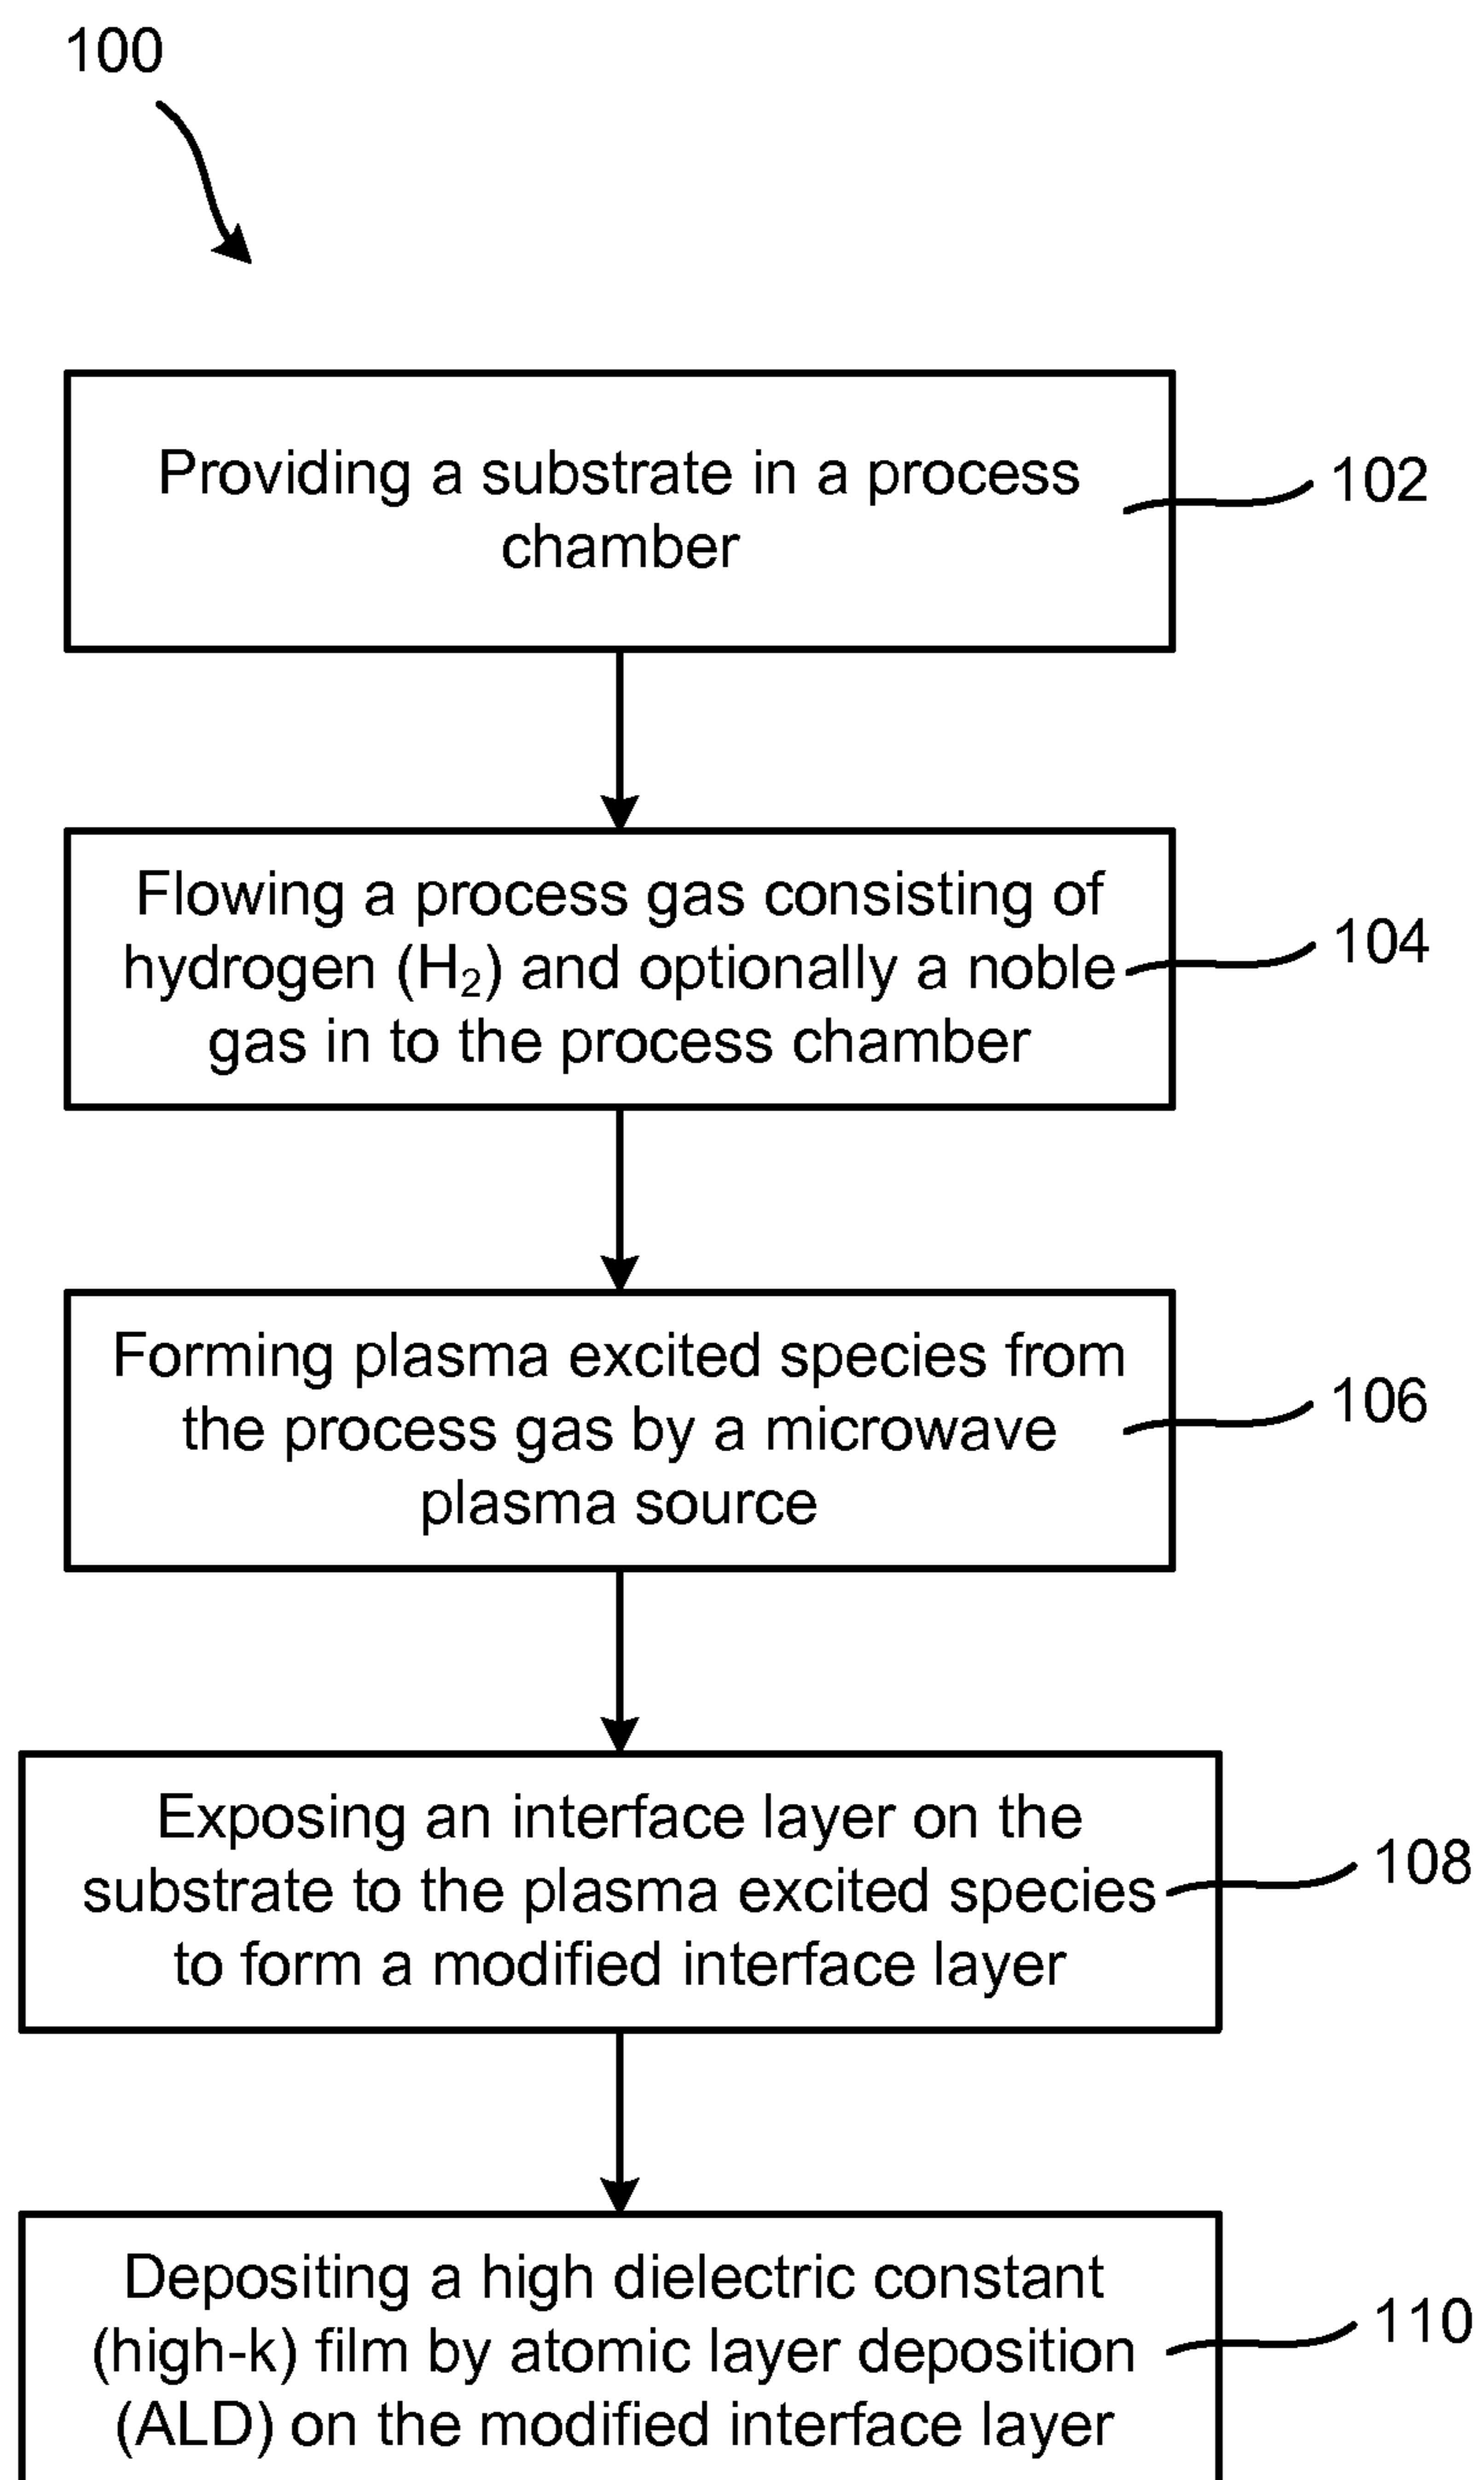 100
Providing a substrate in a process
chamber
102
Flowing a process gas consisting of
hydrogen (H₂) and optionally a noble
gas in to the process chamber
104
Forming plasma excited species from
the process gas by a microwave
plasma source
106
Exposing an interface layer on the
substrate to the plasma excited species
to form a modified interface layer
108
Depositing a high dielectric constant
(high-k) film by atomic layer deposition
(ALD) on the modified interface layer
110